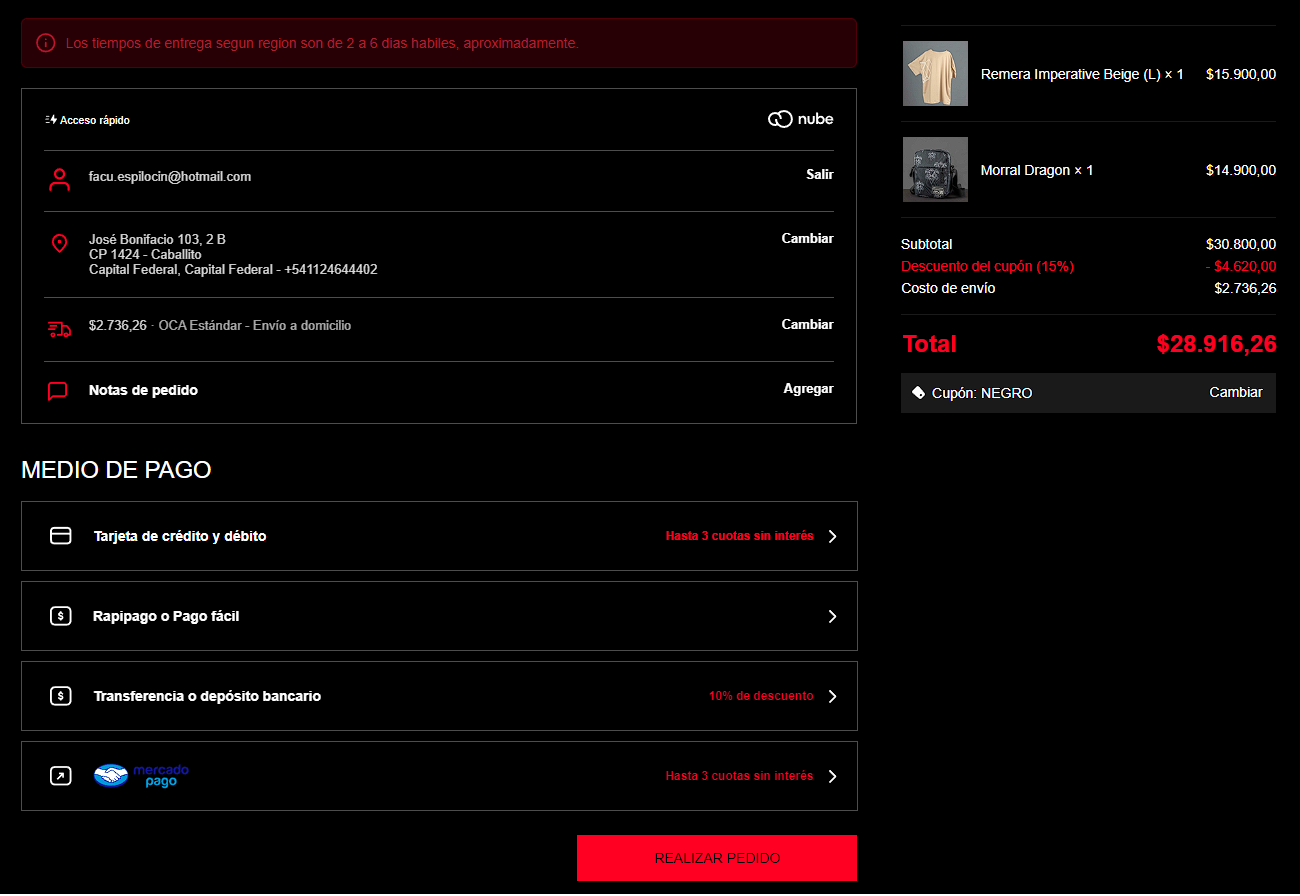 Los tiempos de entrega segun region son de 2 a 6 dias habiles, aproximadamente.
Acceso rápido
nube
facu.espilocin@hotmail.com
Salir
José Bonifacio 103, 2 B
CP 1424 - Caballito
Capital Federal, Capital Federal - +541124644402
Cambiar
$2.736,26 · OCA Estándar - Envío a domicilio
Cambiar
Notas de pedido
Agregar
MEDIO DE PAGO
Tarjeta de crédito y débito
Hasta 3 cuotas sin interés
Rapipago o Pago fácil
Transferencia o depósito bancario
10% de descuento
mercado
pago
Hasta 3 cuotas sin interés
REALIZAR PEDIDO
Remera Imperative Beige (L) × 1 $15.900,00
Morral Dragon × 1 $14.900,00
Subtotal $30.800,00
Descuento del cupón (15%) - $4.620,00
Costo de envío $2.736,26
Total $28.916,26
Cupón: NEGRO Cambiar